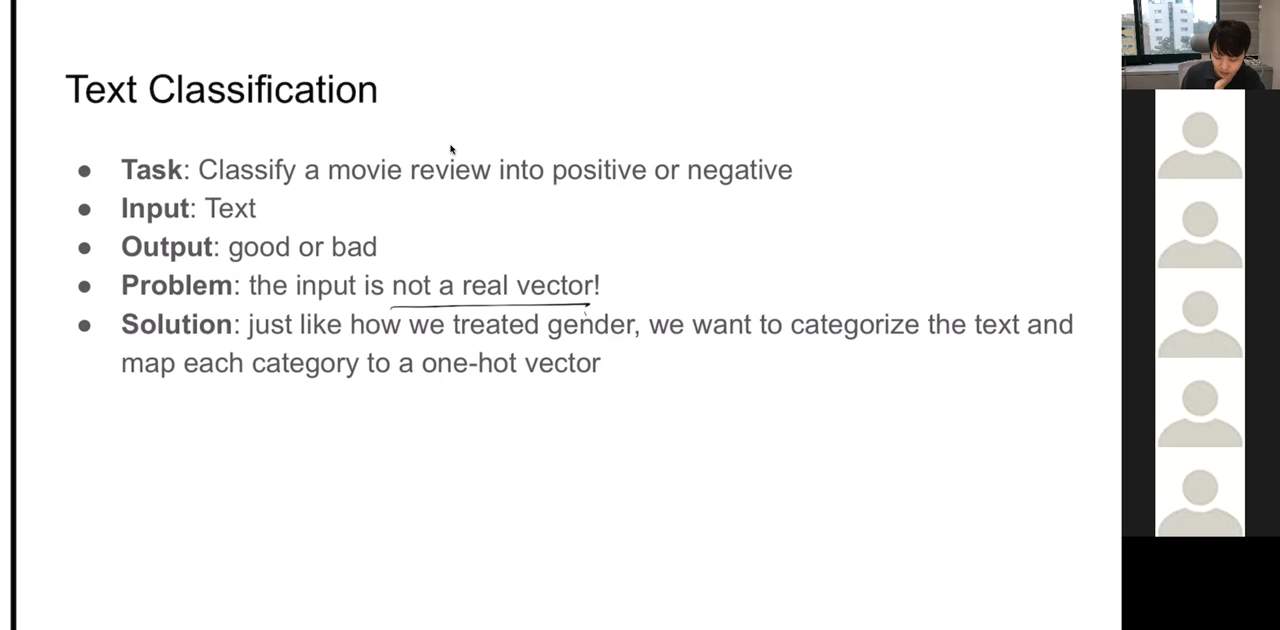 Text Classification
● Task: Classify a movie review into positive or negative
● Input: Text
● Output: good or bad
● Problem: the input is not a real vector!
● Solution: just like how we treated gender, we want to categorize the text and
map each category to a one-hot vector